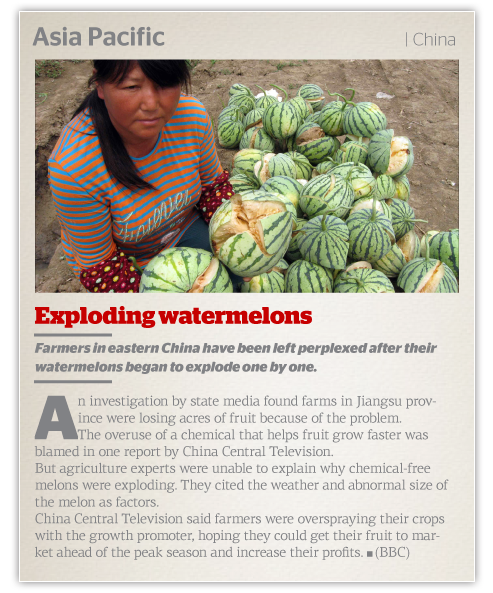 Asia Pacific
| China
Forever
Exploding watermelons
Farmers in eastern China have been left perplexed after their
watermelons began to explode one by one.
An investigation by state media found farms in Jiangsu prov-
ince were losing acres of fruit because of the problem.
The overuse of a chemical that helps fruit grow faster was
blamed in one report by China Central Television.
But agriculture experts were unable to explain why chemical-free
melons were exploding. They cited the weather and abnormal size of
the melon as factors.
China Central Television said farmers were overspraying their crops
with the growth promoter, hoping they could get their fruit to mar-
ket ahead of the peak season and increase their profits. ■ (BBC)